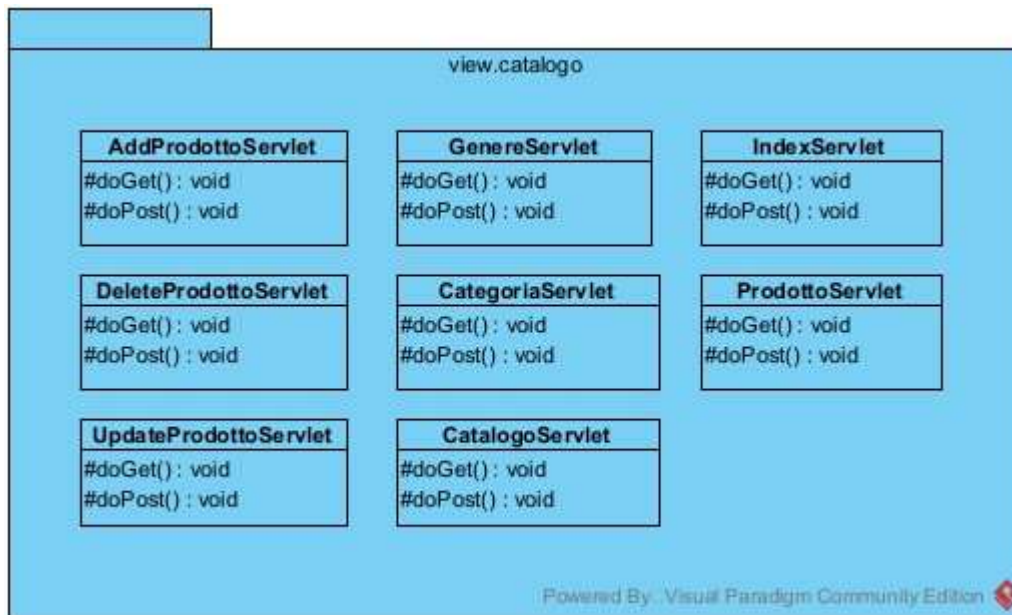 view.catalogo
AddProdottoServlet
#doGet() : void
#doPost() : void
GenereServlet
#doGet() : void
#doPost() : void
IndexServlet
#doGet() : void
#doPost() : void
DeleteProdottoServlet
#doGet() : void
#doPost() : void
CategoriaServlet
#doGet() : void
#doPost() : void
ProdottoServlet
#doGet() : void
#doPost() : void
UpdateProdottoServlet
#doGet() : void
#doPost() : void
CatalogoServlet
#doGet() : void
#doPost() : void
Powered By Visual Paradigm Community Edition